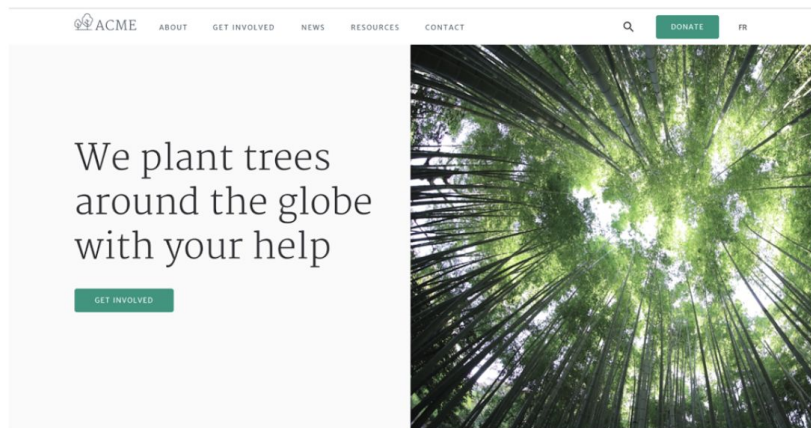 ACME
ABOUT
GET INVOLVED
NEWS
RESOURCES
CONTACT
DONATE
FR
We plant trees
around the globe
with your help
GET INVOLVED